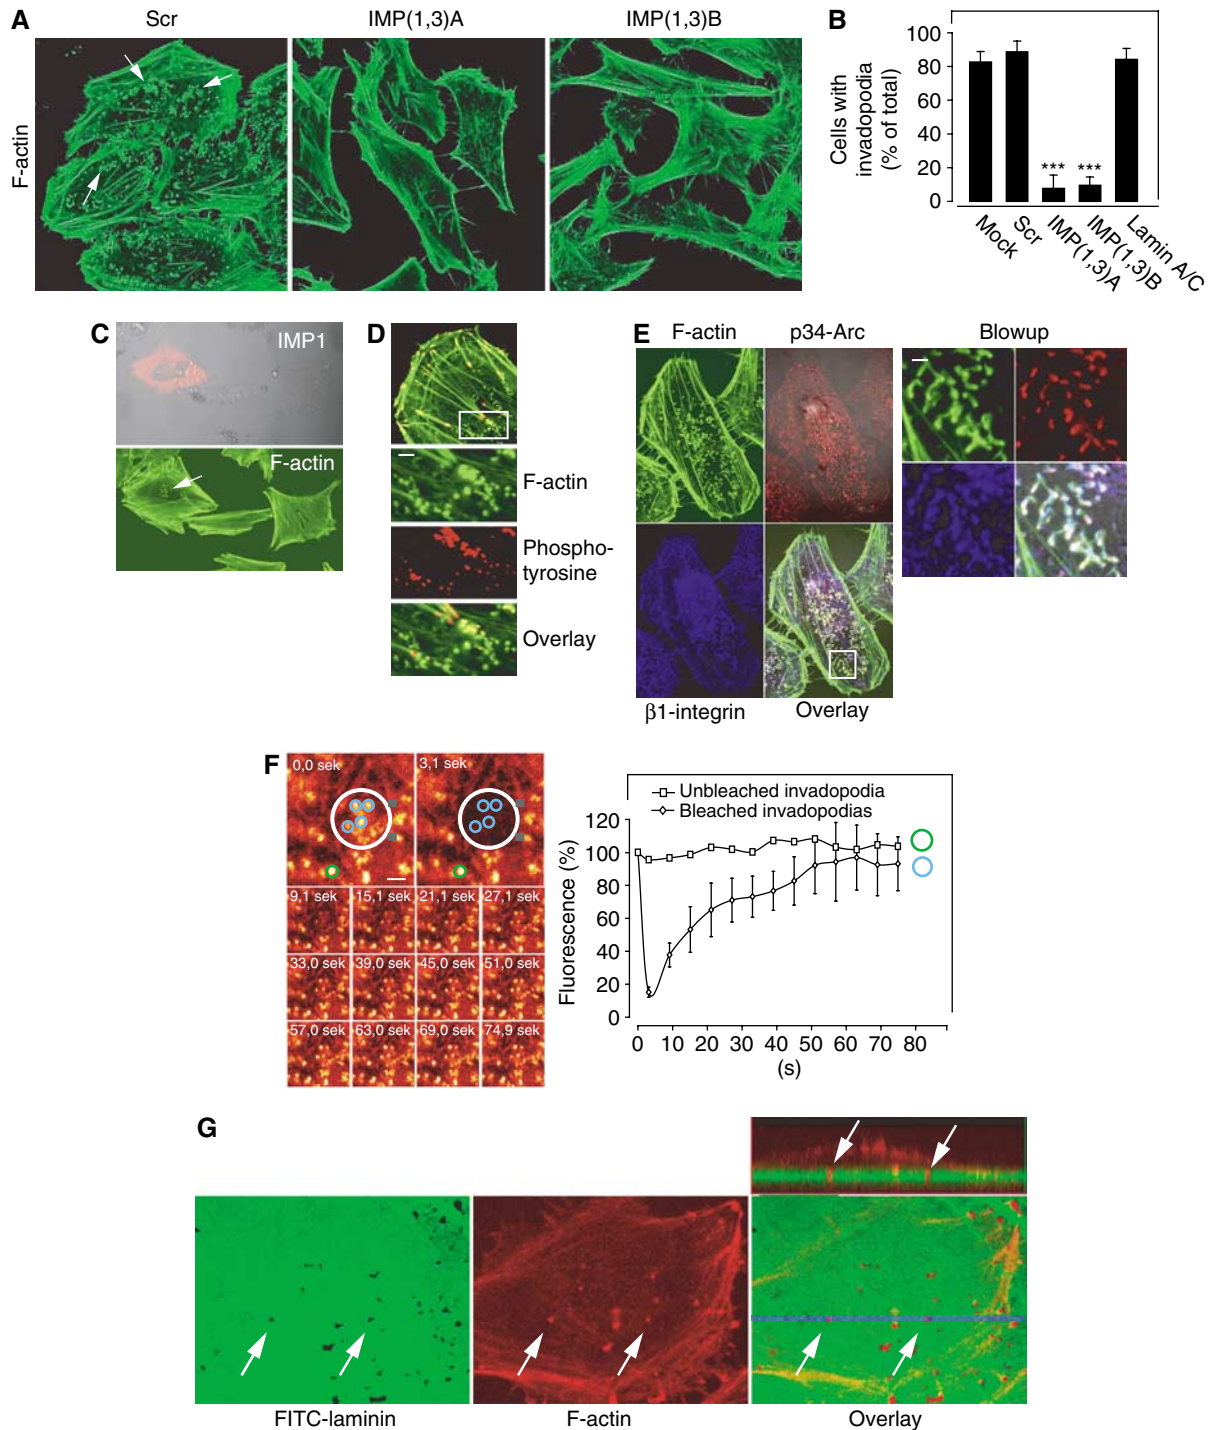 A
Scr
IMP(1,3)A
IMP(1,3)B
F-actin
B
Cells with
invadopodia
(% of total)
100
80
60
40
20
0
***
***
Mock
Scr
IMP(1,3)A
IMP(1,3)B
Lamin A/C
C
IMP1
F-actin
D
F-actin
Phospho-
tyrosine
Overlay
E
F-actin
p34-Arc
Blowup
β1-integrin
Overlay
F
0,0 sek
3,1 sek
9,1 sek
15,1 sek
21,1 sek
27,1 sek
33,0 sek
39,0 sek
45,0 sek
51,0 sek
57,0 sek
63,0 sek
69,0 sek
74,9 sek
Unbleached invadopodia
Bleached invadopodias
Fluorescence (%)
120
100
80
60
40
20
0
0 10 20 30 40 50 60 70 80
(s)
G
FITC-laminin
F-actin
Overlay